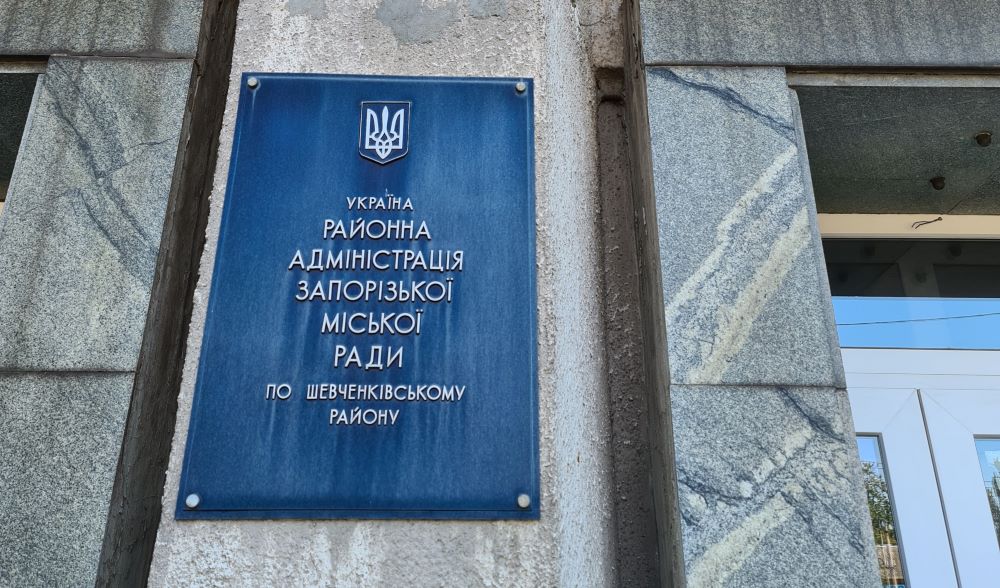 УКРАЇНА
РАЙОННА
АДМІНІСТРАЦІЯ
ЗАПОРІЗЬКОЇ
МІСЬКОЇ
РАДИ
ПО ШЕВЧЕНКІВСЬКОМУ
РАЙОНУ